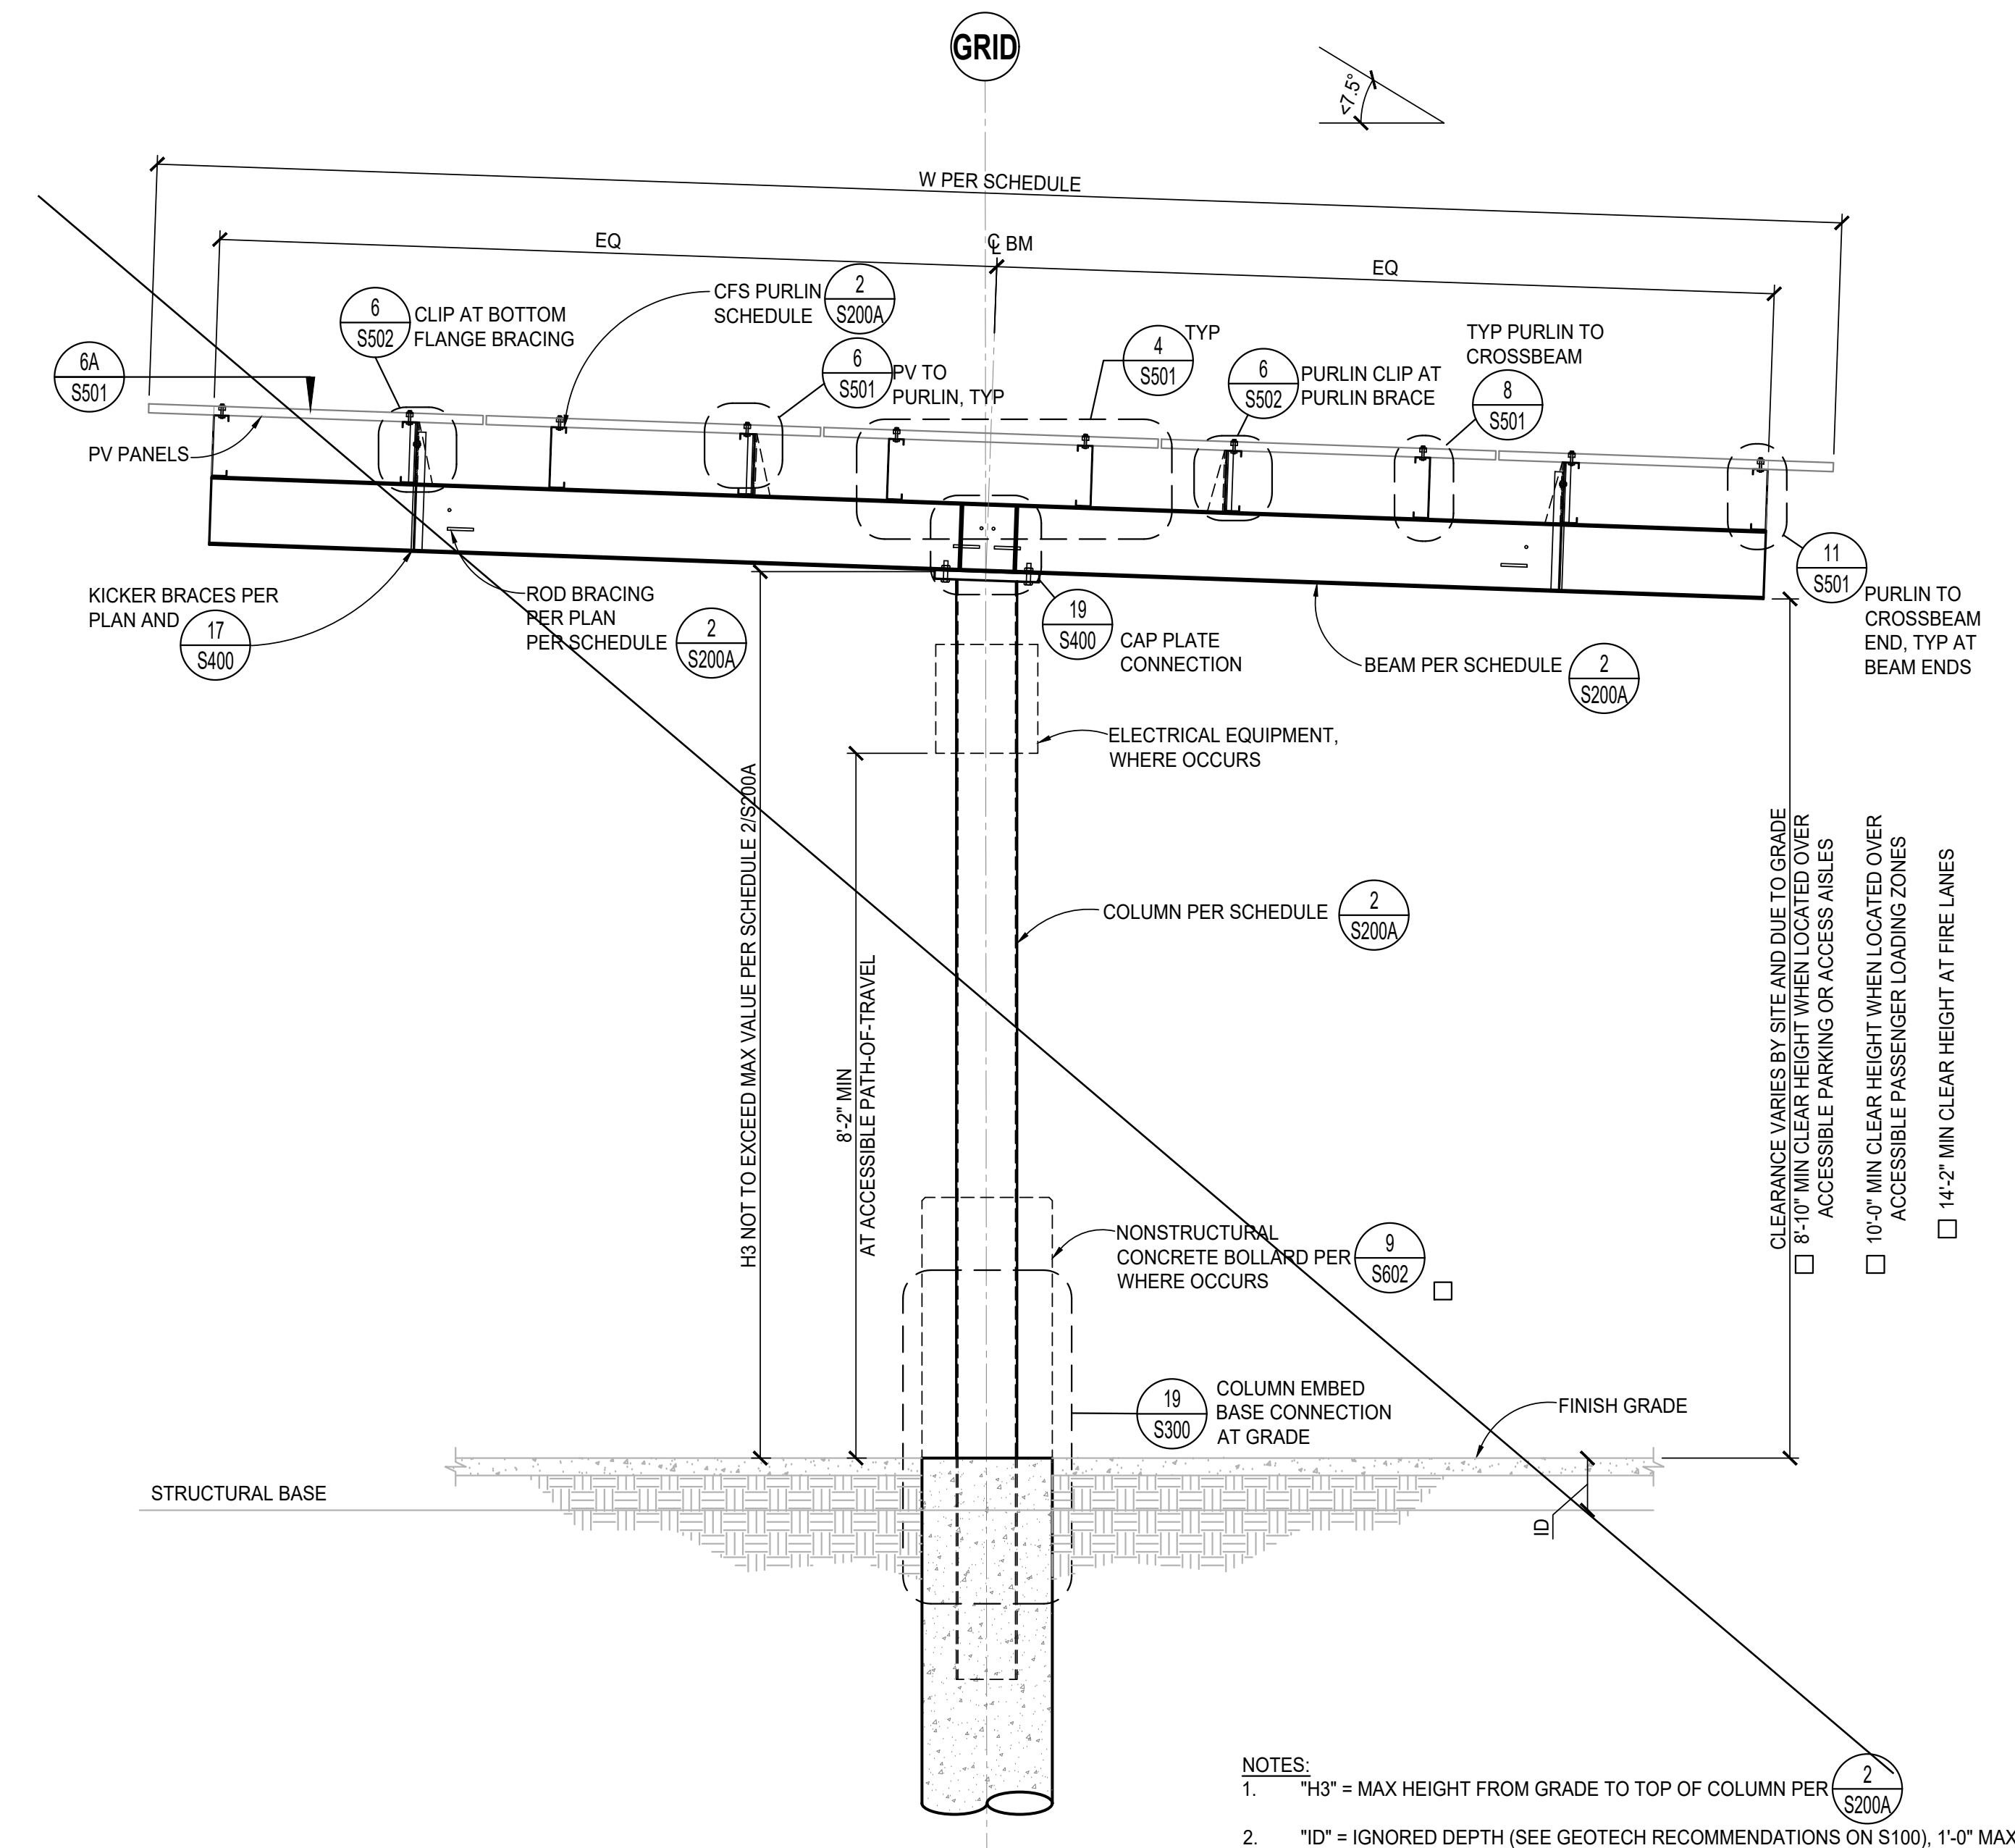 GRID
<7.5°
W PER SCHEDULE
EQ
℄ BM
EQ
6
S502
CLIP AT BOTTOM
FLANGE BRACING
CFS PURLIN
SCHEDULE
2
S200A
6
S501
PV TO
PURLIN, TYP
4
S501
TYP
6
S502
PURLIN CLIP AT
PURLIN BRACE
TYP PURLIN TO
CROSSBEAM
8
S501
6A
S501
PV PANELS
KICKER BRACES PER
PLAN AND
17
S400
ROD BRACING
PER PLAN
PER SCHEDULE
2
S200A
19
S400
CAP PLATE
CONNECTION
BEAM PER SCHEDULE
2
S200A
11
S501
PURLIN TO
CROSSBEAM
END, TYP AT
BEAM ENDS
ELECTRICAL EQUIPMENT,
WHERE OCCURS
H3 NOT TO EXCEED MAX VALUE PER SCHEDULE 2/S200A
8'-2" MIN
AT ACCESSIBLE PATH-OF-TRAVEL
COLUMN PER SCHEDULE
2
S200A
CLEARANCE VARIES BY SITE AND DUE TO GRADE
8'-10" MIN CLEAR HEIGHT WHEN LOCATED OVER
ACCESSIBLE PARKING OR ACCESS AISLES
10'-0" MIN CLEAR HEIGHT WHEN LOCATED OVER
ACCESSIBLE PASSENGER LOADING ZONES
14'-2" MIN CLEAR HEIGHT AT FIRE LANES
NONSTRUCTURAL
CONCRETE BOLLARD PER
WHERE OCCURS
9
S602
19
S300
COLUMN EMBED
BASE CONNECTION
AT GRADE
FINISH GRADE
STRUCTURAL BASE
ID
NOTES:
1. "H3" = MAX HEIGHT FROM GRADE TO TOP OF COLUMN PER
2
S200A
2. "ID" = IGNORED DEPTH (SEE GEOTECH RECOMMENDATIONS ON S100), 1'-0" MAX